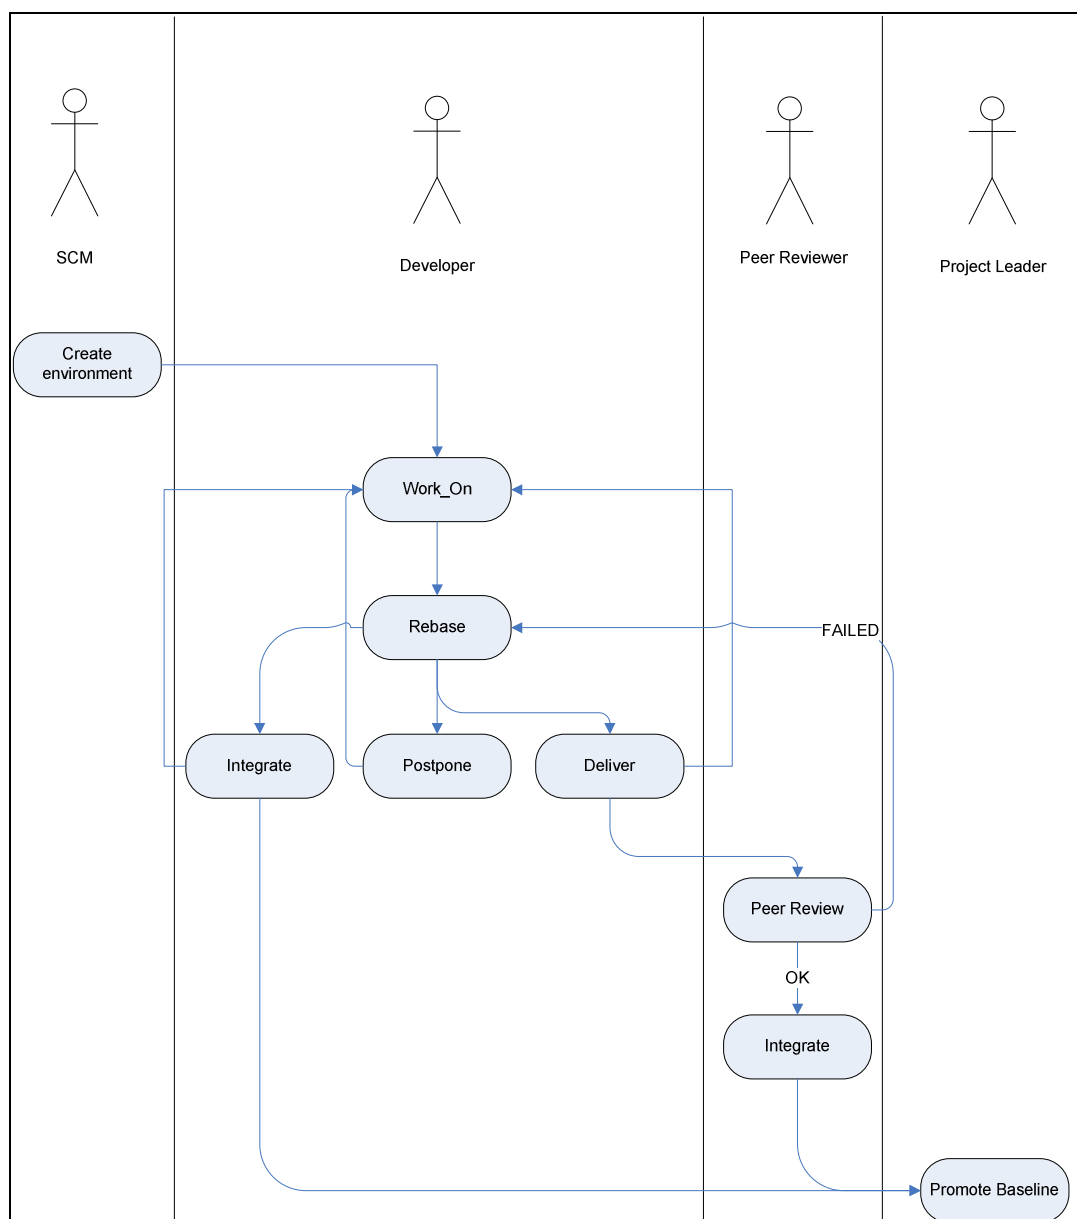 SCM
Developer
Peer Reviewer
Project Leader
Create
environment
Work_On
Rebase
FAILED
Integrate
Postpone
Deliver
Peer Review
OK
Integrate
Promote Baseline